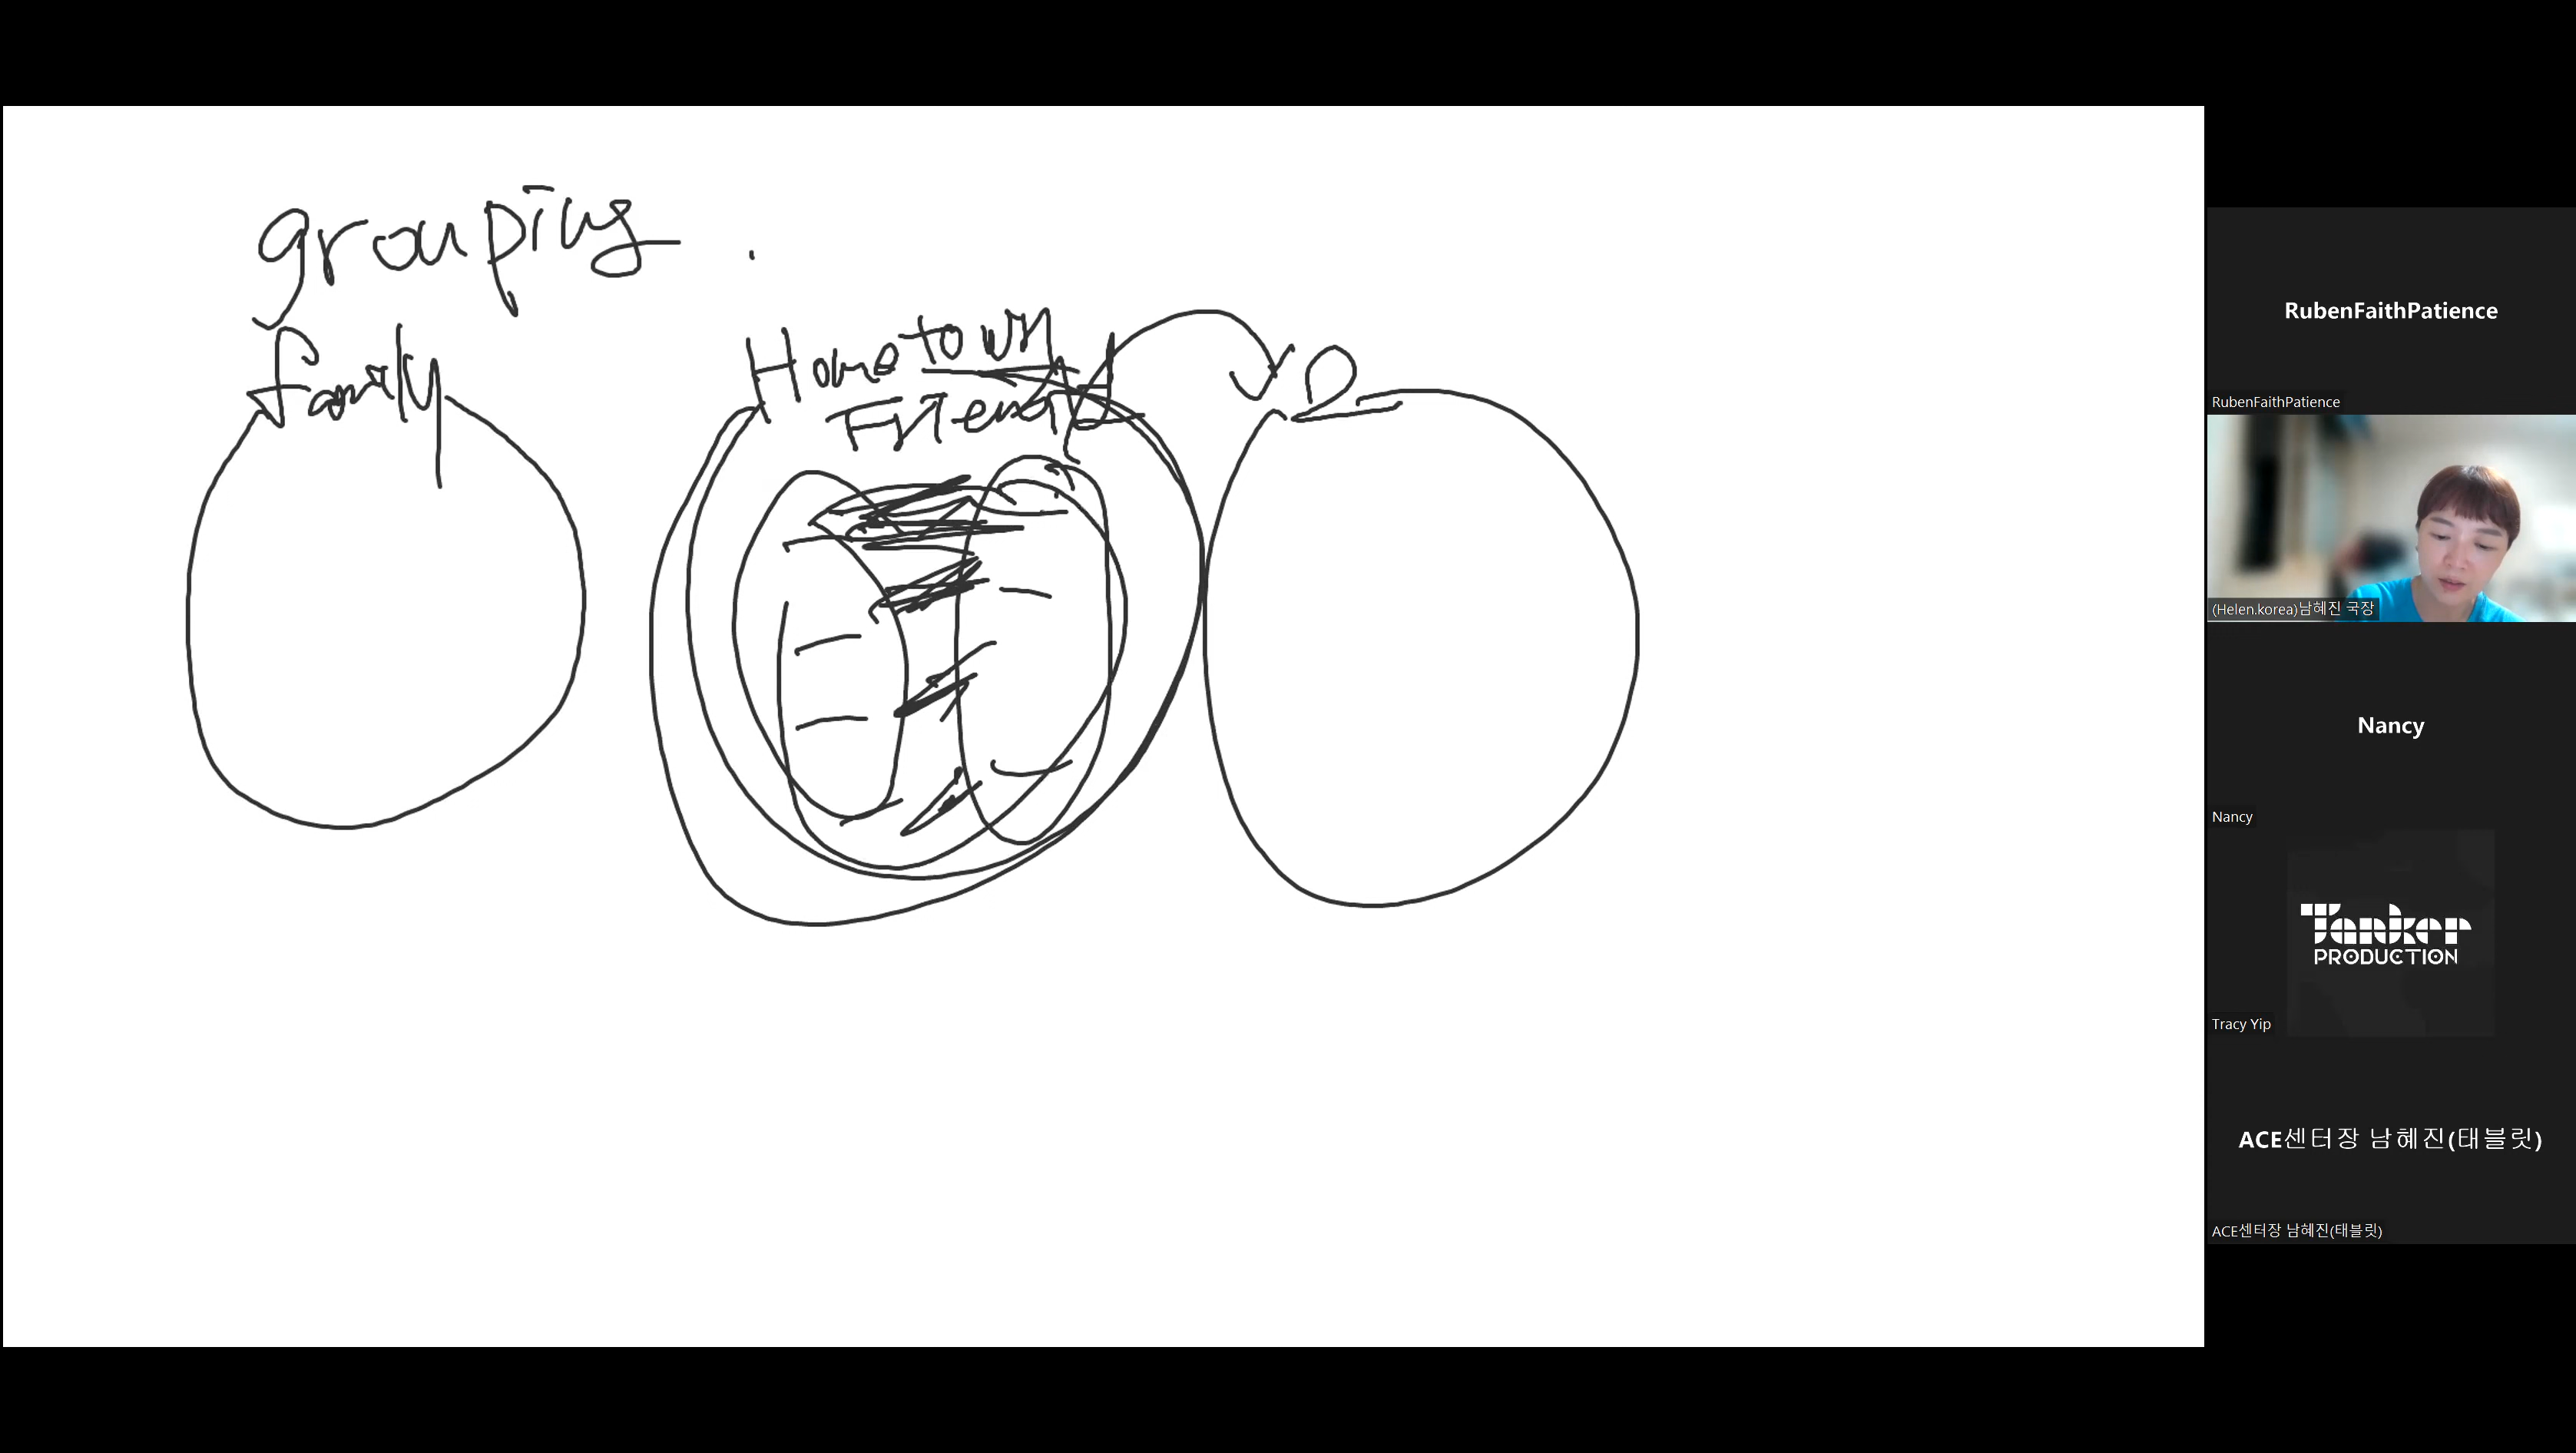 grouping
family
Hometown
Friend
RubenFaithPatience
RubenFaithPatience
(Helen.korea)남혜진 국장
Nancy
Nancy
Tanker
PRODUCTION
Tracy Yip
ACE센터장 남혜진(태블릿)
ACE센터장 남혜진(태블릿)